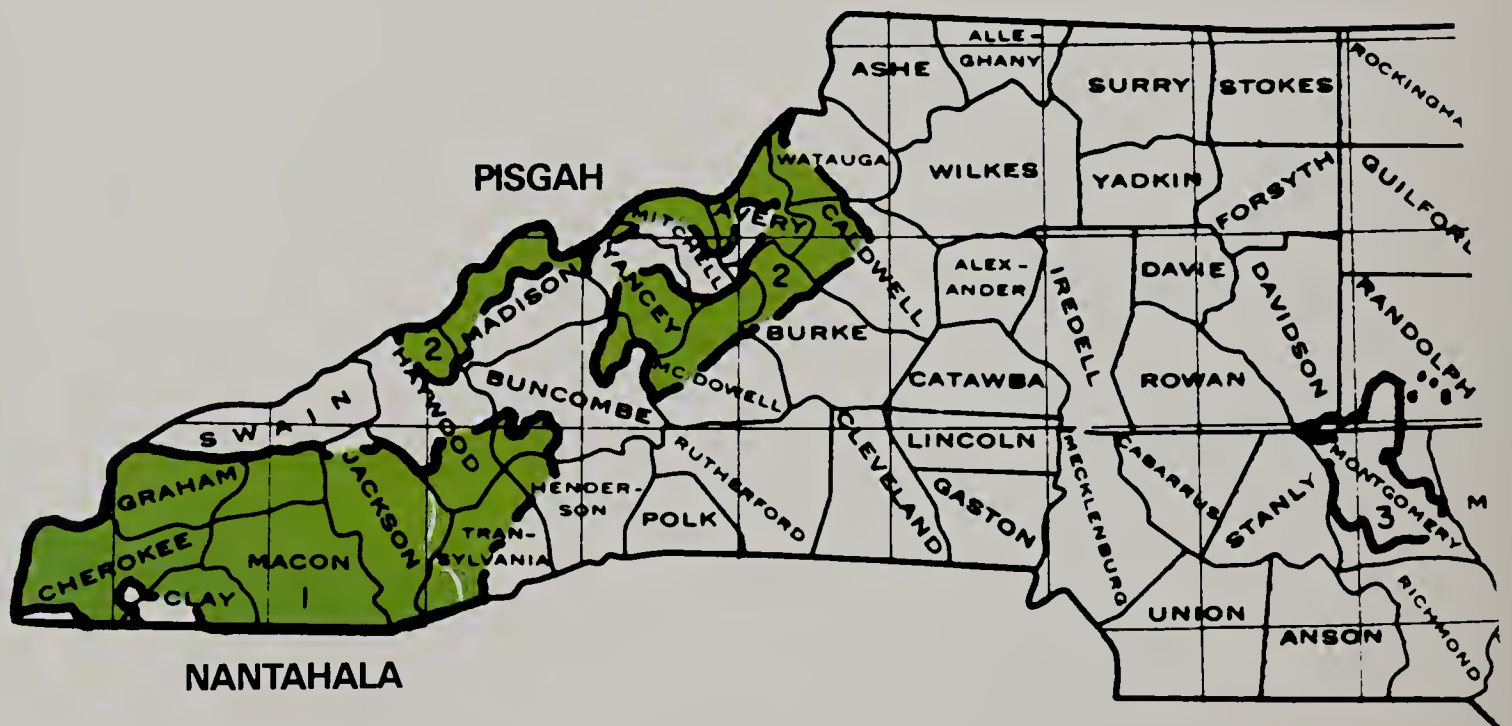 ALLE-
GHANY
ASHE
SURRY
STOKES
ROCKINGHA
PISGAH
WATAUGA
WILKES
YADKIN
FORSYTH
GUILFOR
MITCHELL
AVERY
CALDWELL
2
YANCEY
ALEX-
ANDER
IREDELL
DAVIE
DAVIDSON
RANDOLPH
MADISON
2
HAYWOOD
BUNCOMBE
MCDOWELL
BURKE
CATAWBA
ROWAN
SWAIN
GRAHAM
JACKSON
HENDER-
SON
POLK
RUTHERFORD
CLEVELAND
LINCOLN
GASTON
MECKLENBURG
CABARRUS
STANLY
MONTGOMERY
M
3
CHEROKEE
MACON
1
CLAY
TRAN-
SYLVANIA
UNION
ANSON
RICHMOND
NANTAHALA